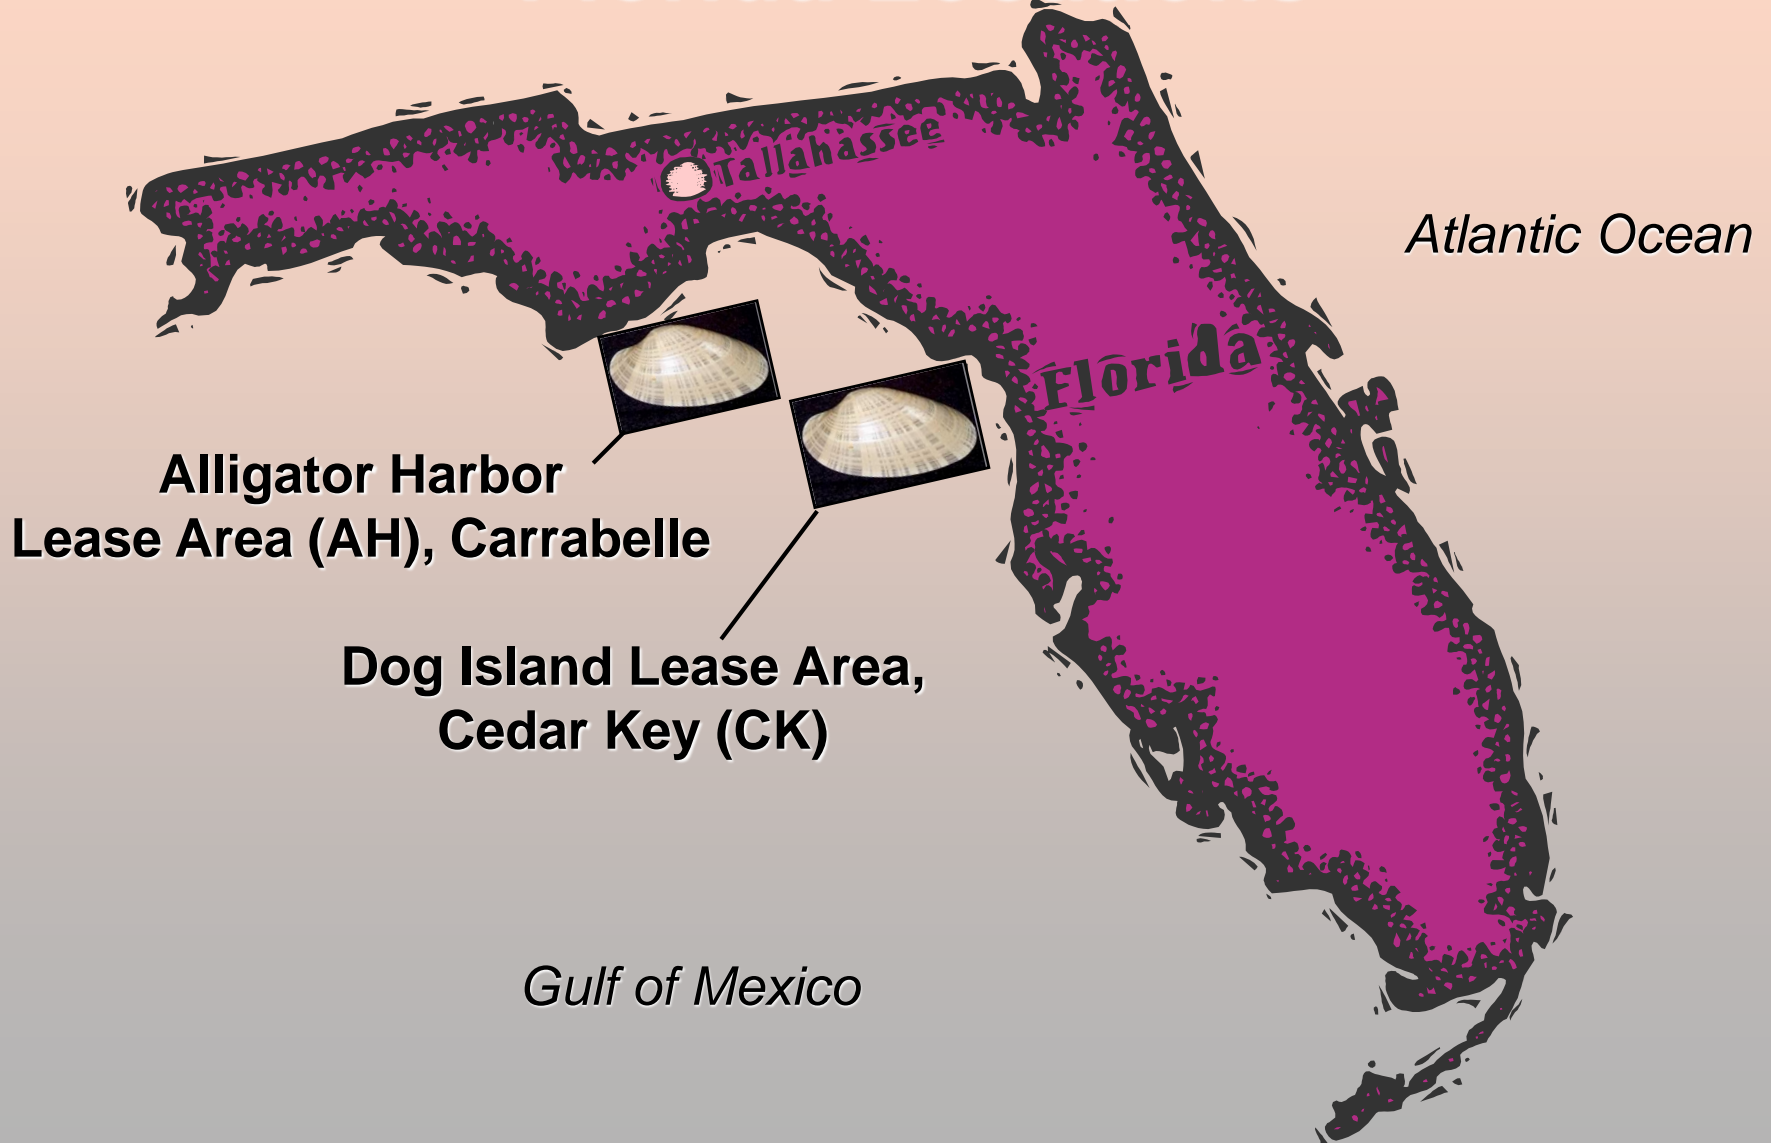 Tallahassee
Atlantic Ocean
Florida
Alligator Harbor
Lease Area (AH), Carrabelle
Dog Island Lease Area,
Cedar Key (CK)
Gulf of Mexico